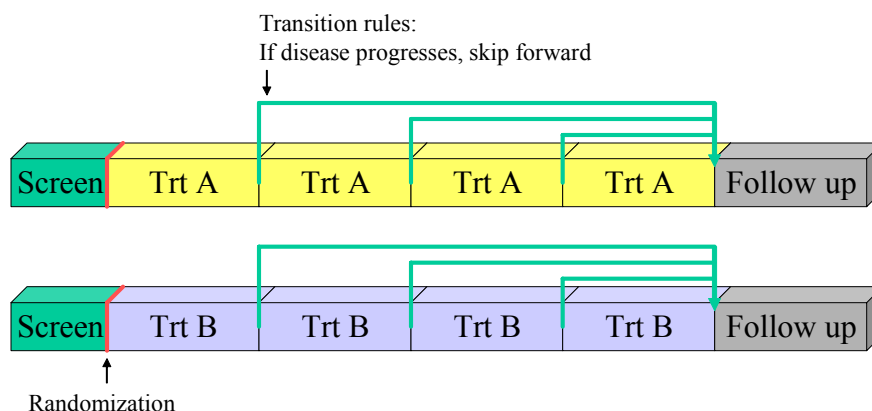 Transition rules:
If disease progresses, skip forward
Screen Trt A Trt A Trt A Trt A Follow up
Screen Trt B Trt B Trt B Trt B Follow up
Randomization